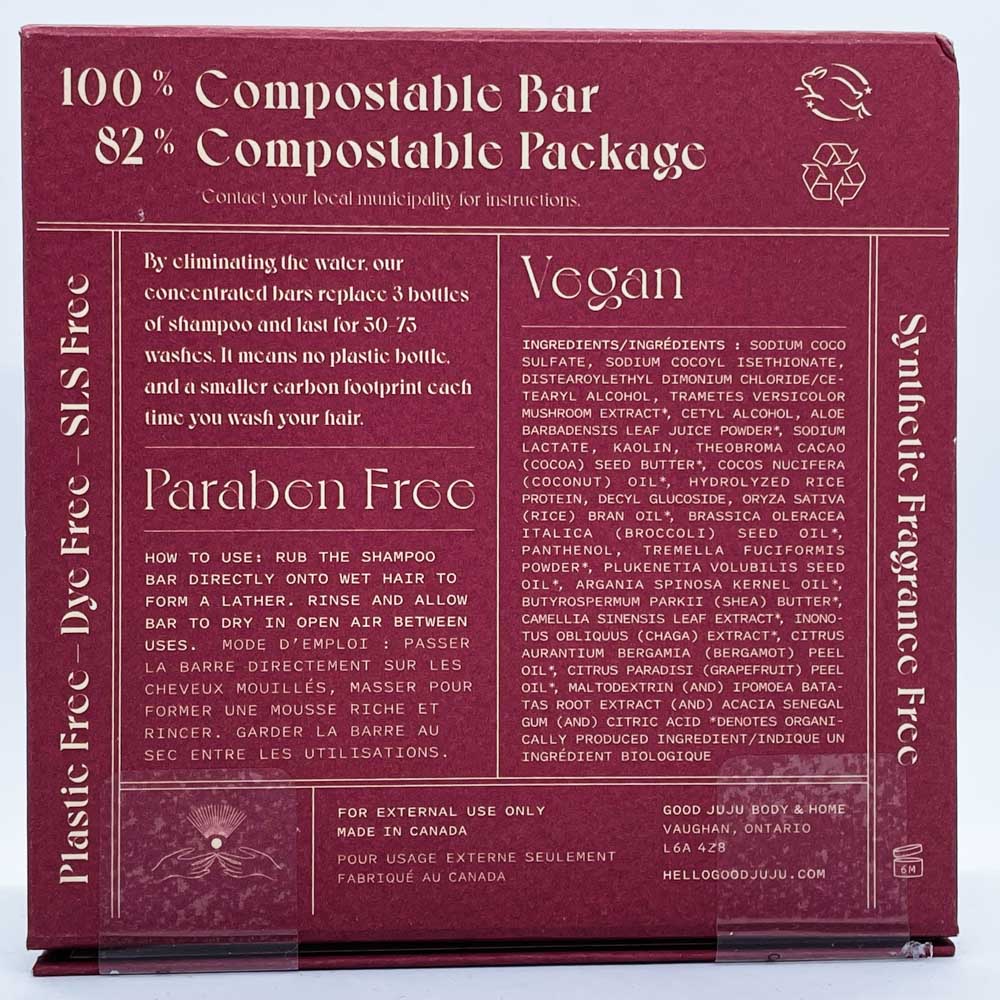 100% Compostable Bar
82% Compostable Package
Contact your local municipality for instructions.
Plastic Free – Dye Free – SLS Free
By eliminating the water, our
concentrated bars replace 3 bottles
of shampoo and last for 50-75
washes. It means no plastic bottle,
and a smaller carbon footprint each
time you wash your hair.
Paraben Free
HOW TO USE: RUB THE SHAMPOO
BAR DIRECTLY ONTO WET HAIR TO
FORM A LATHER. RINSE AND ALLOW
BAR TO DRY IN OPEN AIR BETWEEN
USES. MODE D'EMPLOI : PASSER
LA BARRE DIRECTEMENT SUR LES
CHEVEUX MOUILLÉS, MASSER POUR
FORMER UNE MOUSSE RICHE ET
RINCER. GARDER LA BARRE AU
SEC ENTRE LES UTILISATIONS.
Vegan
INGREDIENTS/INGRÉDIENTS : SODIUM COCO
SULFATE, SODIUM COCOYL ISETHIONATE,
DISTEAROYLETHYL DIMONIUM CHLORIDE/CE-
TEARYL ALCOHOL, TRAMETES VERSICOLOR
MUSHROOM EXTRACT*, CETYL ALCOHOL, ALOE
BARBADENSIS LEAF JUICE POWDER*, SODIUM
LACTATE, KAOLIN, THEOBROMA CACAO
(COCOA) SEED BUTTER*, COCOS NUCIFERA
(COCONUT) OIL*, HYDROLYZED RICE
PROTEIN, DECYL GLUCOSIDE, ORYZA SATIVA
(RICE) BRAN OIL*, BRASSICA OLERACEA
ITALICA (BROCCOLI) SEED OIL*,
PANTHENOL, TREMELLA FUCIFORMIS
POWDER*, PLUKENETIA VOLUBILIS SEED
OIL*, ARGANIA SPINOSA KERNEL OIL*,
BUTYROSPERMUM PARKII (SHEA) BUTTER*,
CAMELLIA SINENSIS LEAF EXTRACT*, INONO-
TUS OBLIQUUS (CHAGA) EXTRACT*, CITRUS
AURANTIUM BERGAMIA (BERGAMOT) PEEL
OIL*, CITRUS PARADISI (GRAPEFRUIT) PEEL
OIL*, MALTODEXTRIN (AND) IPOMOEA BATA-
TAS ROOT EXTRACT (AND) ACACIA SENEGAL
GUM (AND) CITRIC ACID *DENOTES ORGANI-
CALLY PRODUCED INGREDIENT/INDIQUE UN
INGRÉDIENT BIOLOGIQUE
Synthetic Fragrance Free
FOR EXTERNAL USE ONLY
MADE IN CANADA
POUR USAGE EXTERNE SEULEMENT
FABRIQUÉ AU CANADA
GOOD JUJU BODY & HOME
VAUGHAN, ONTARIO
L6A 4Z8
HELLOGOODJUJU.COM
6M